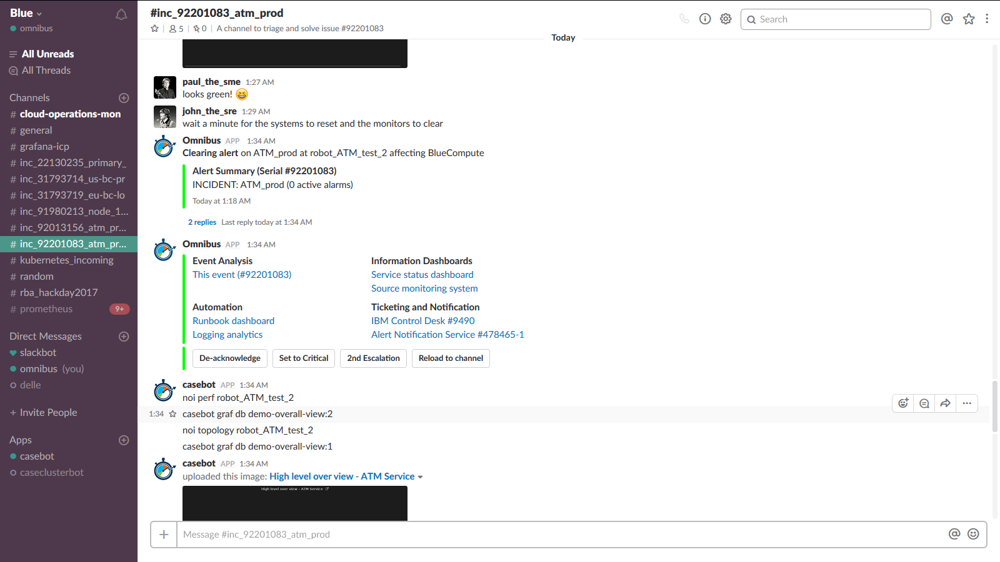 Blue
omnibus
All Unreads
All Threads
Channels
# cloud-operations-mon
# general
# grafana-icp
# inc_22130235_primary_
# inc_31793714_us-bc-pr
# inc_31793719_eu-bc-lo
# inc_91980213_node_1...
# inc_92013156_atm_pr...
# inc_92201083_atm_pr...
# kubernetes_incoming
# random
# rba_hackday2017
# prometheus 9+
Direct Messages
slackbot
omnibus (you)
delle
+ Invite People
Apps
casebot
caseclusterbot
#inc_92201083_atm_prod
5 | 0 | A channel to triage and solve issue #92201083
Search
Today
paul_the_sme 1:27 AM
looks green!
john_the_sre 1:29 AM
wait a minute for the systems to reset and the monitors to clear
Omnibus APP 1:34 AM
Clearing alert on ATM_prod at robot_ATM_test_2 affecting BlueCompute
Alert Summary (Serial #92201083)
INCIDENT: ATM_prod (0 active alarms)
Today at 1:18 AM
2 replies Last reply today at 1:34 AM
Omnibus APP 1:34 AM
Event Analysis
This event (#92201083)
Information Dashboards
Service status dashboard
Source monitoring system
Automation
Runbook dashboard
Logging analytics
Ticketing and Notification
IBM Control Desk #9490
Alert Notification Service #478465-1
De-acknowledge Set to Critical 2nd Escalation Reload to channel
casebot APP 1:34 AM
noi perf robot_ATM_test_2
1:34 casebot graf db demo-overall-view:2
noi topology robot_ATM_test_2
casebot graf db demo-overall-view:1
casebot APP 1:34 AM
uploaded this image: High level over view - ATM Service
High level over view - ATM Service
Message #inc_92201083_atm_prod